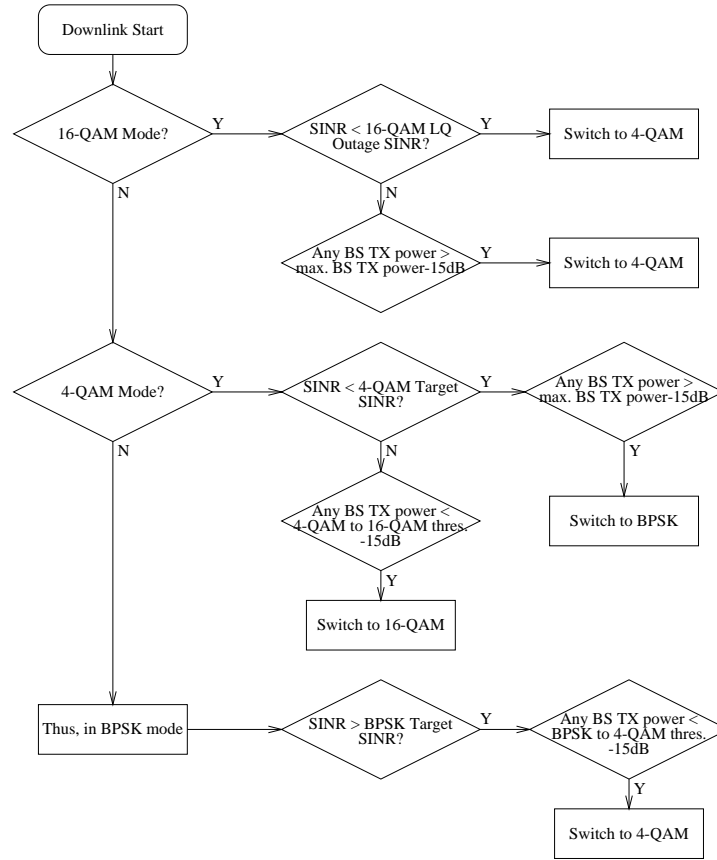 Downlink Start
16-QAM Mode?
Y
SINR < 16-QAM LQ
Outage SINR?
Y
Switch to 4-QAM
N
N
Any BS TX power >
max. BS TX power-15dB
Y
Switch to 4-QAM
4-QAM Mode?
Y
SINR < 4-QAM Target
SINR?
Y
Any BS TX power >
max. BS TX power-15dB
N
N
Y
Any BS TX power <
4-QAM to 16-QAM thres.
-15dB
Switch to BPSK
Y
Switch to 16-QAM
Thus, in BPSK mode
SINR > BPSK Target
SINR?
Y
Any BS TX power <
BPSK to 4-QAM thres.
-15dB
Y
Switch to 4-QAM